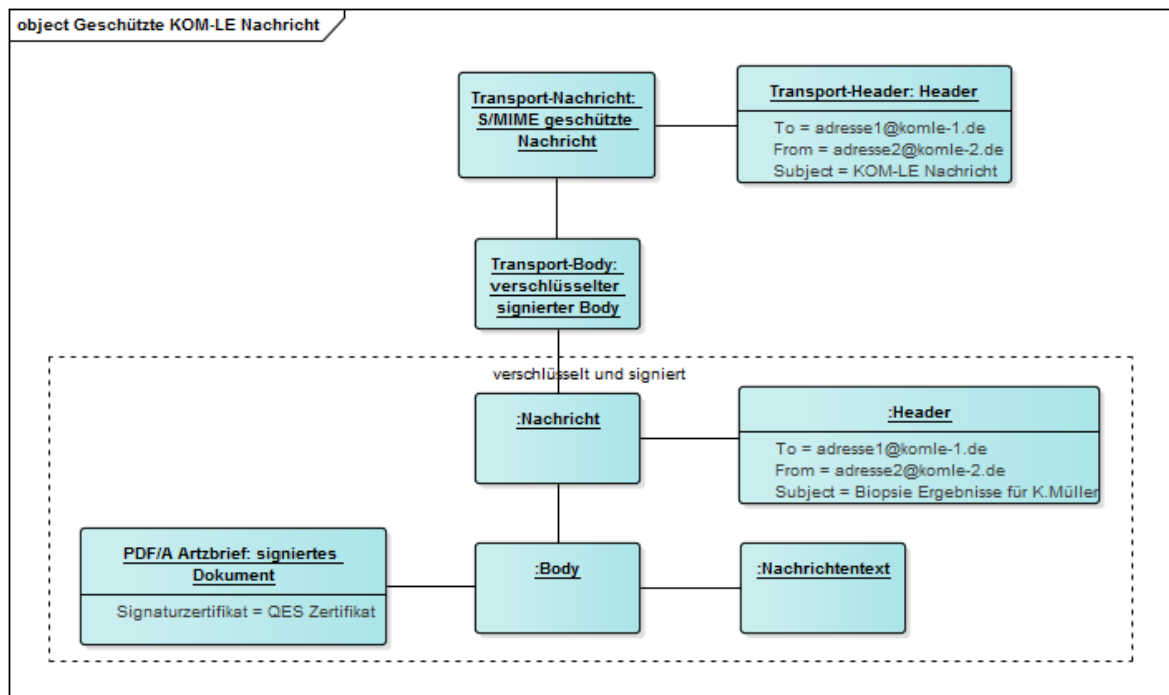 object Geschützte KOM-LE Nachricht
Transport-Nachricht:
S/MIME geschützte
Nachricht
Transport-Header: Header
To = adresse1@komle-1.de
From = adresse2@komle-2.de
Subject = KOM-LE Nachricht
Transport-Body:
verschlüsselter
signierter Body
verschlüsselt und signiert
:Nachricht
:Header
To = adresse1@komle-1.de
From = adresse2@komle-2.de
Subject = Biopsie Ergebnisse für K.Müller
PDF/A Artzbrief: signiertes
Dokument
Signaturzertifikat = QES Zertifikat
:Body
:Nachrichtentext